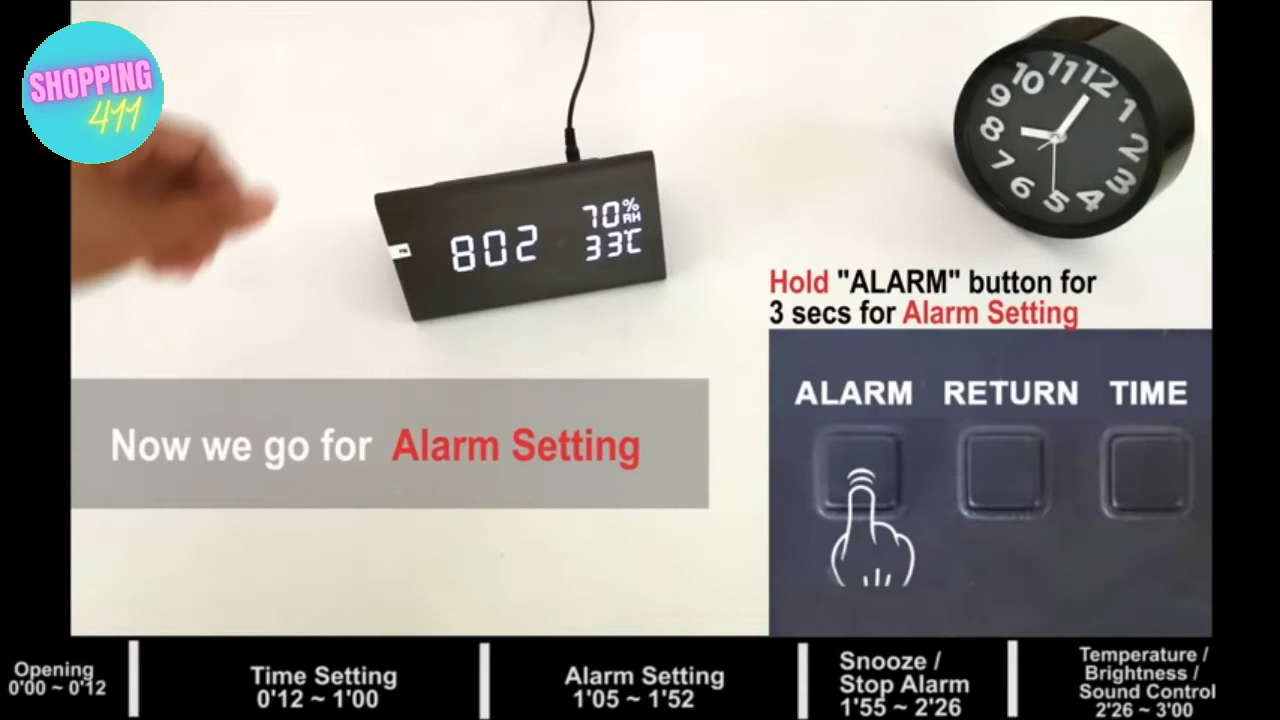 SHOPPING
411
802
70%
RH
33℃
11 12
10
1
9
8
2
7
3
6
5
4
Hold "ALARM" button for
3 secs for Alarm Setting
ALARM RETURN TIME
Now we go for Alarm Setting
Opening
0'00 ~ 0'12
Time Setting
0'12 ~ 1'00
Alarm Setting
1'05 ~ 1'52
Snooze /
Stop Alarm
1'55 ~ 2'26
Temperature /
Brightness /
Sound Control
2'26 ~ 3'00